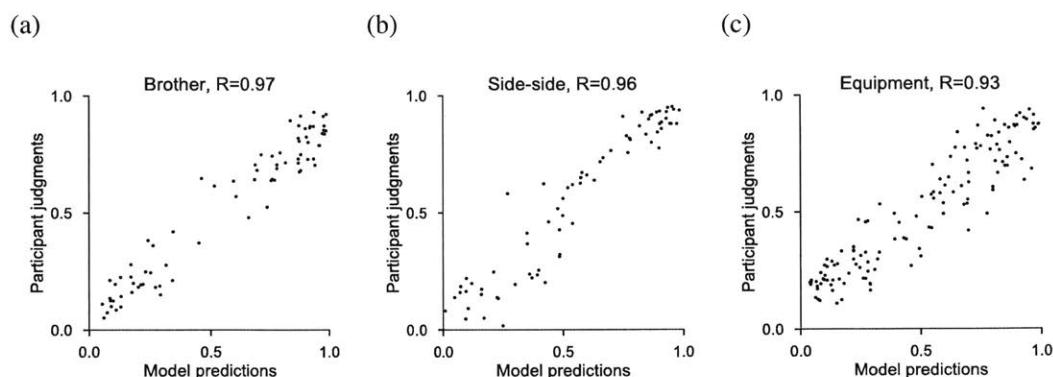 (a)
Brother, R=0.97
1.0
0.5
0.0
0.0 0.5 1.0
Participant judgments
Model predictions
(b)
Side-side, R=0.96
1.0
0.5
0.0
0.0 0.5 1.0
Participant judgments
Model predictions
(c)
Equipment, R=0.93
1.0
0.5
0.0
0.0 0.5 1.0
Participant judgments
Model predictions